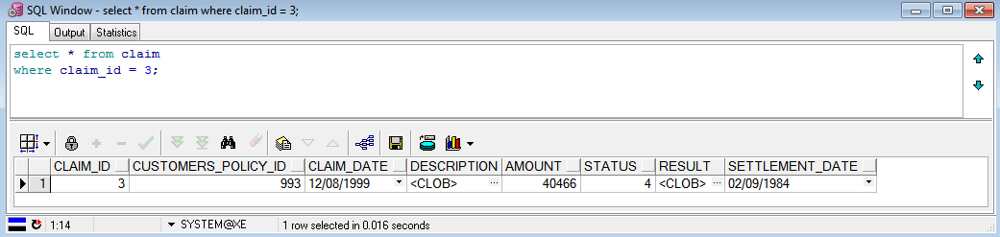 SQL Window - select * from claim where claim_id = 3;
SQL Output Statistics
select * from claim
where claim_id = 3;
CLAIM_ID CUSTOMERS_POLICY_ID CLAIM_DATE DESCRIPTION AMOUNT STATUS RESULT SETTLEMENT_DATE
1 3 993 12/08/1999 <CLOB> ... 40466 4 <CLOB> ... 02/09/1984
1:14 SYSTEM@XE 1 row selected in 0.016 seconds